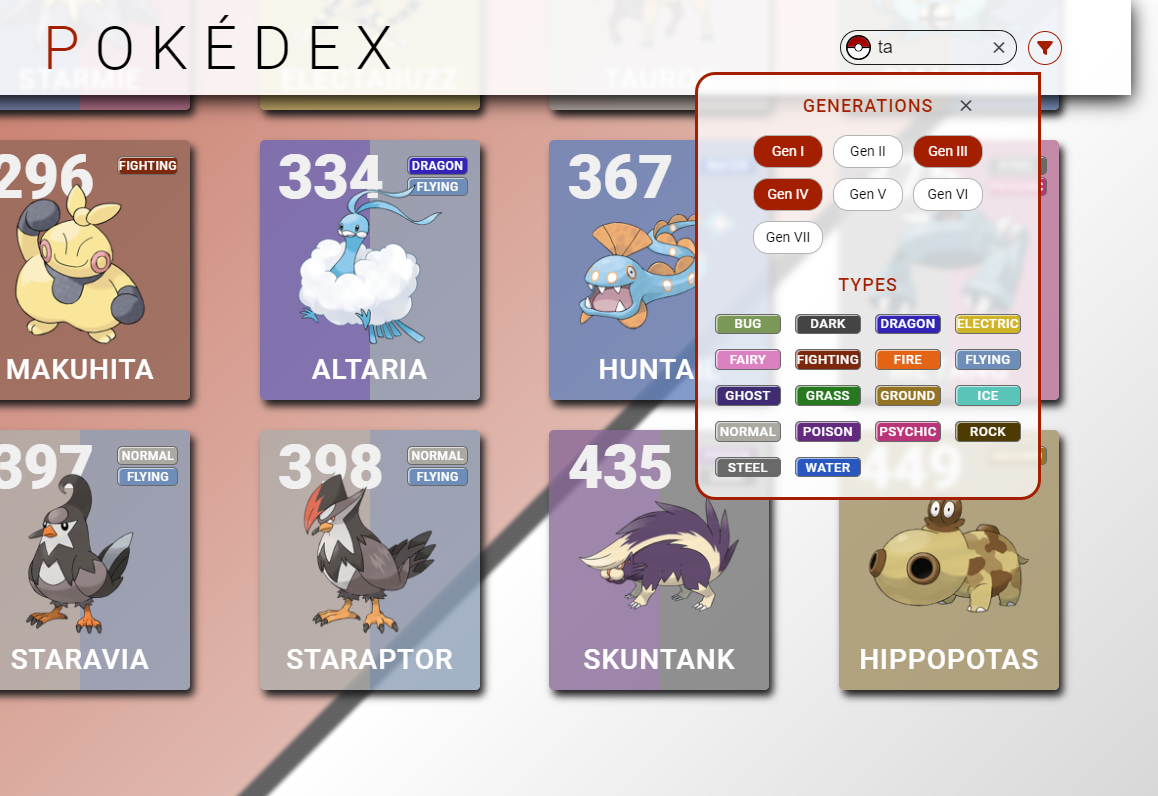 POKÉDEX
ta
STARMIE
ELECTABUZZ
TAURO
GENERATIONS
Gen I
Gen II
Gen III
Gen IV
Gen V
Gen VI
Gen VII
TYPES
BUG
DARK
DRAGON
ELECTRIC
FAIRY
FIGHTING
FIRE
FLYING
GHOST
GRASS
GROUND
ICE
NORMAL
POISON
PSYCHIC
ROCK
STEEL
WATER
296
FIGHTING
MAKUHITA
334
DRAGON
FLYING
ALTARIA
367
HUNTA
397
NORMAL
FLYING
STARAVIA
398
NORMAL
FLYING
STARAPTOR
435
SKUNTANK
449
HIPPOPOTAS